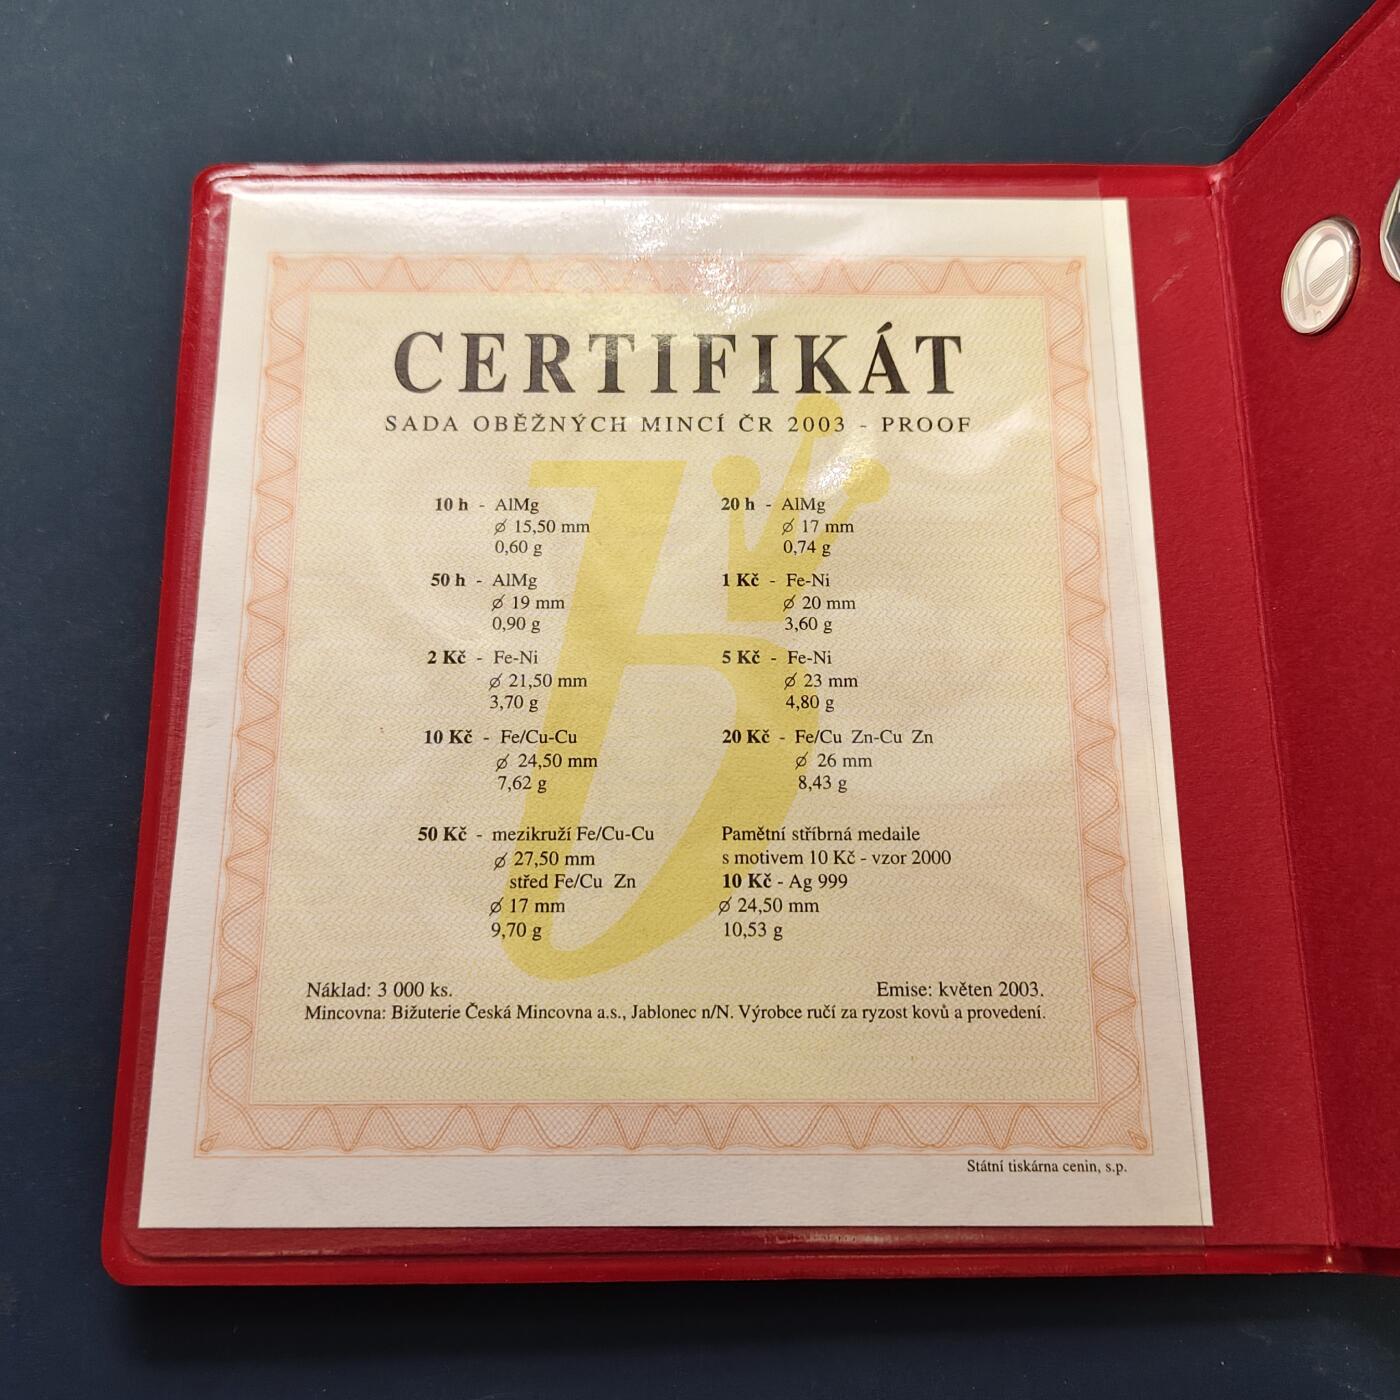 CERTIFIKÁT
SADA OBĚŽNÝCH MINCÍ ČR 2003 - PROOF
10 h - AlMg
⌀ 15,50 mm
0,60 g
20 h - AlMg
⌀ 17 mm
0,74 g
50 h - AlMg
⌀ 19 mm
0,90 g
1 Kč - Fe-Ni
⌀ 20 mm
3,60 g
2 Kč - Fe-Ni
⌀ 21,50 mm
3,70 g
5 Kč - Fe-Ni
⌀ 23 mm
4,80 g
10 Kč - Fe/Cu-Cu
⌀ 24,50 mm
7,62 g
20 Kč - Fe/Cu Zn-Cu Zn
⌀ 26 mm
8,43 g
50 Kč - mezikruží Fe/Cu-Cu
⌀ 27,50 mm
střed Fe/Cu Zn
⌀ 17 mm
9,70 g
Pamětní stříbrná medaile
s motivem 10 Kč - vzor 2000
10 Kč - Ag 999
⌀ 24,50 mm
10,53 g
Náklad: 3 000 ks.
Emise: květen 2003.
Mincovna: Bižuterie Česká Mincovna a.s., Jablonec n/N. Výrobce ručí za ryzost kovů a provedení.
Státní tiskárna cenin, s.p.
10
h